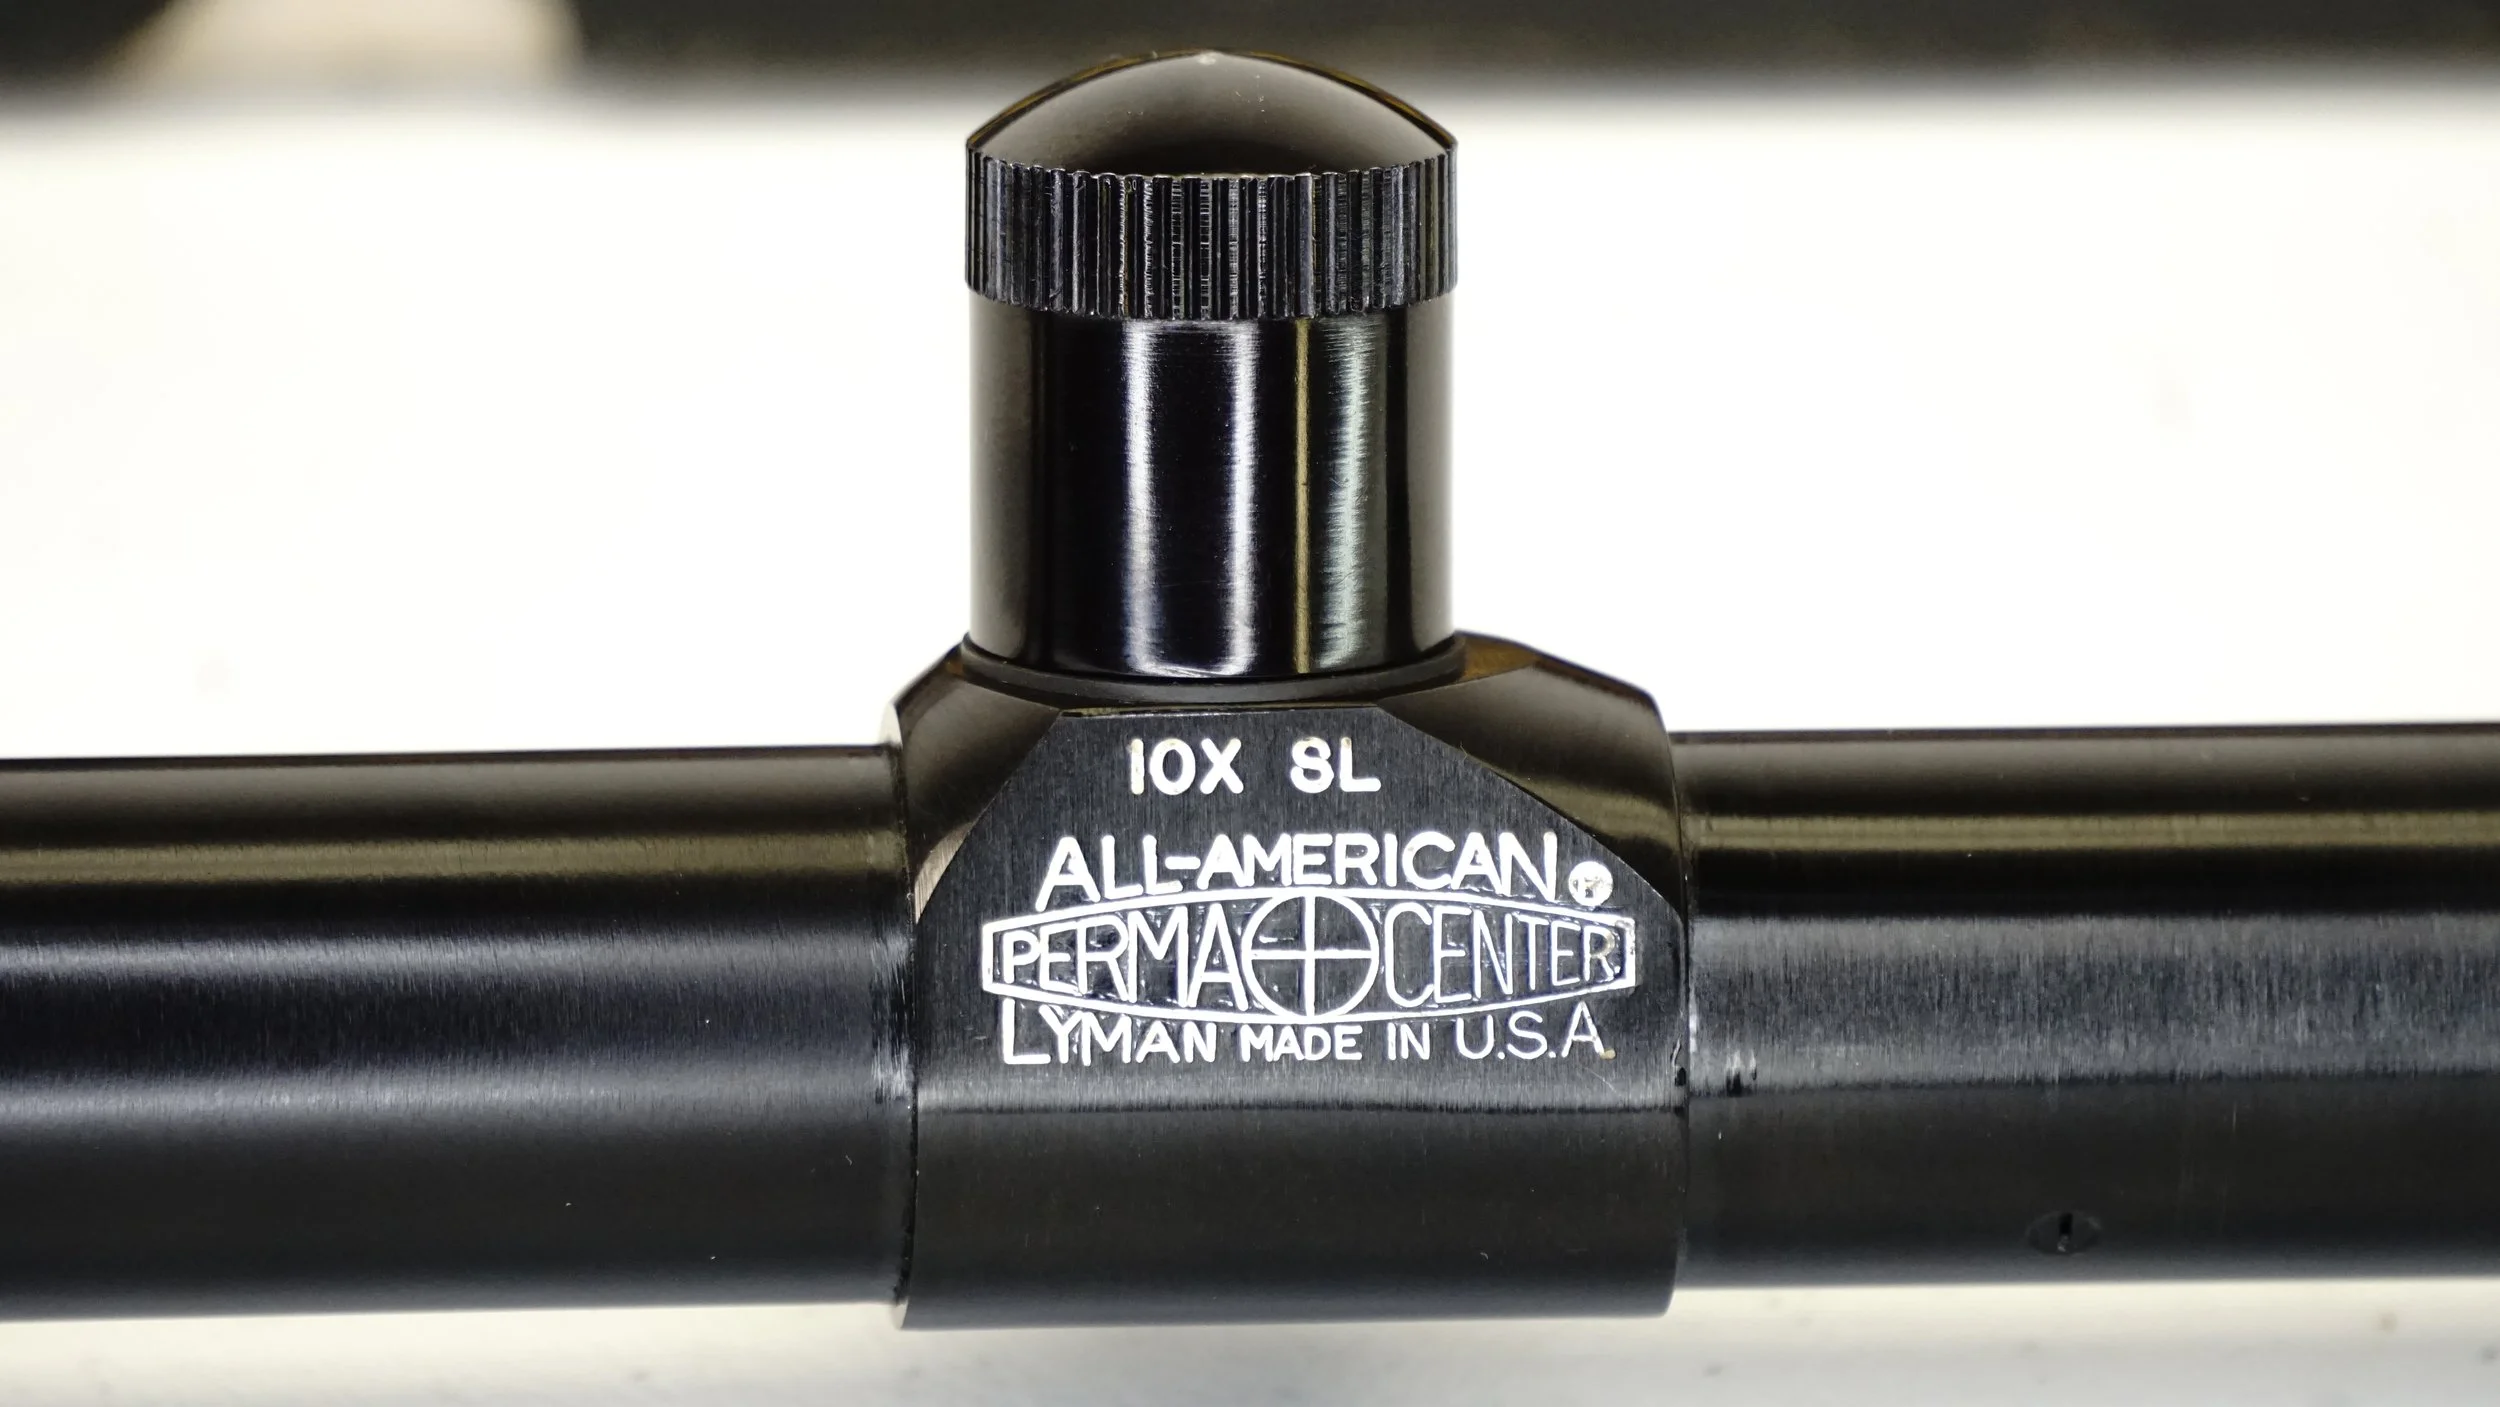 10X SL
ALL-AMERICAN®
PERMA CENTER
LYMAN MADE IN U.S.A.